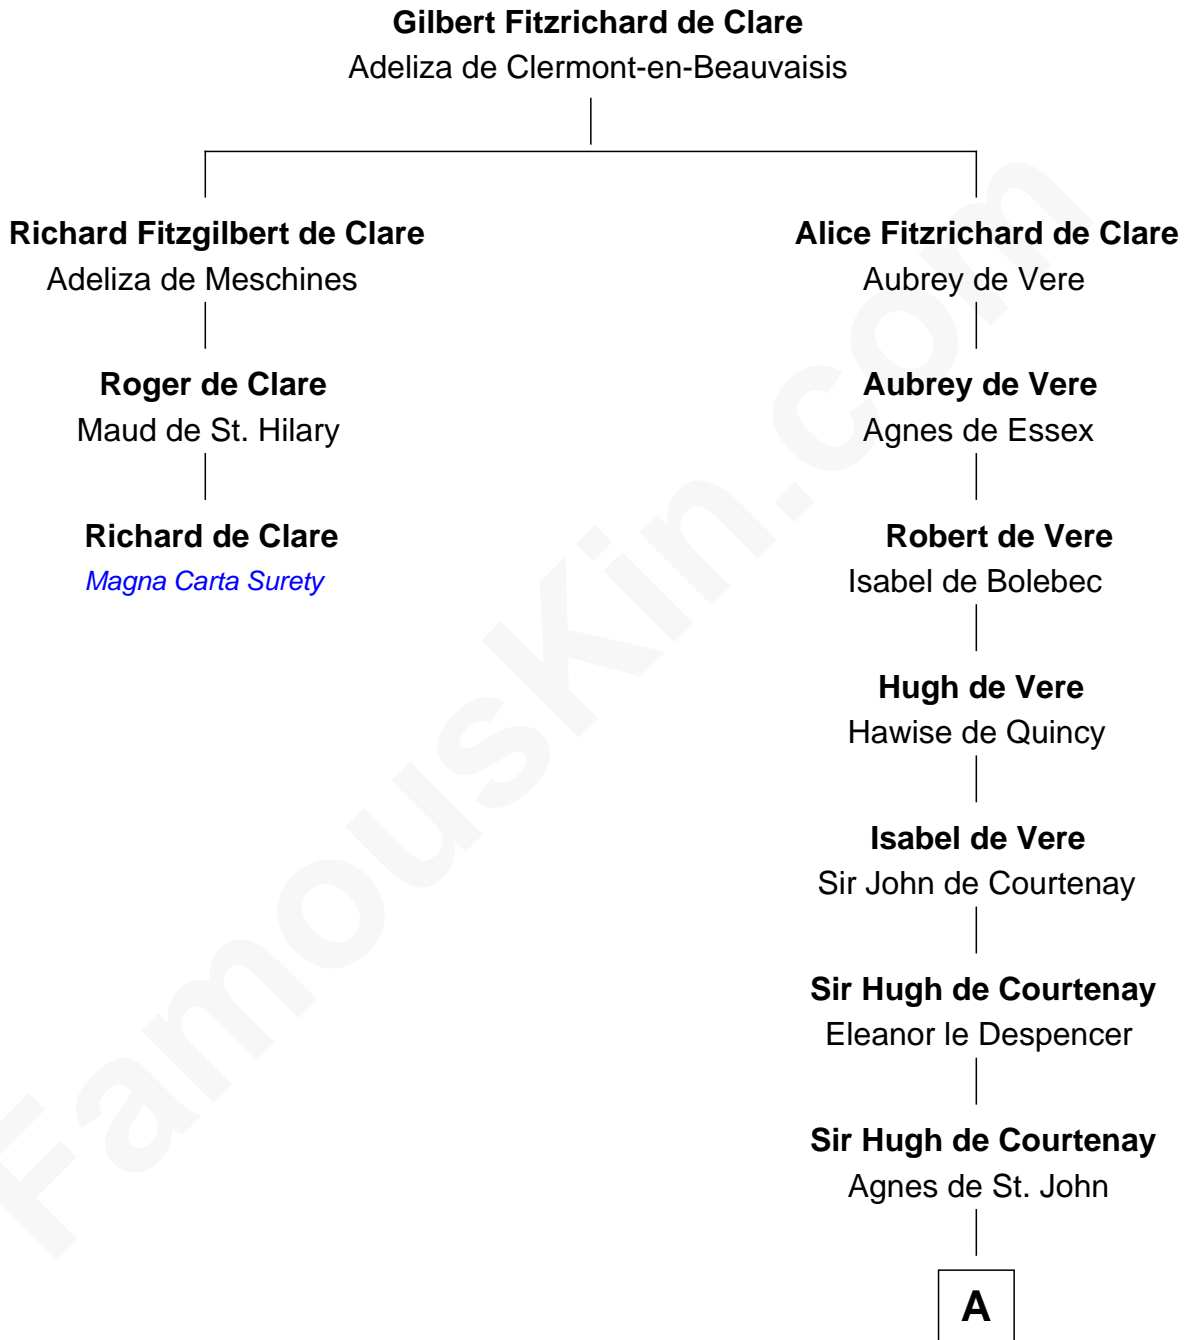 Gilbert Fitzrichard de Clare
Adeliza de Clermont-en-Beauvaisis
Richard Fitzgilbert de Clare
Adeliza de Meschines
Roger de Clare
Maud de St. Hilary
Richard de Clare
Magna Carta Surety
Alice Fitzrichard de Clare
Aubrey de Vere
Aubrey de Vere
Agnes de Essex
Robert de Vere
Isabel de Bolebec
Hugh de Vere
Hawise de Quincy
Isabel de Vere
Sir John de Courtenay
Sir Hugh de Courtenay
Eleanor le Despencer
Sir Hugh de Courtenay
Agnes de St. John
A
FamousKin.com